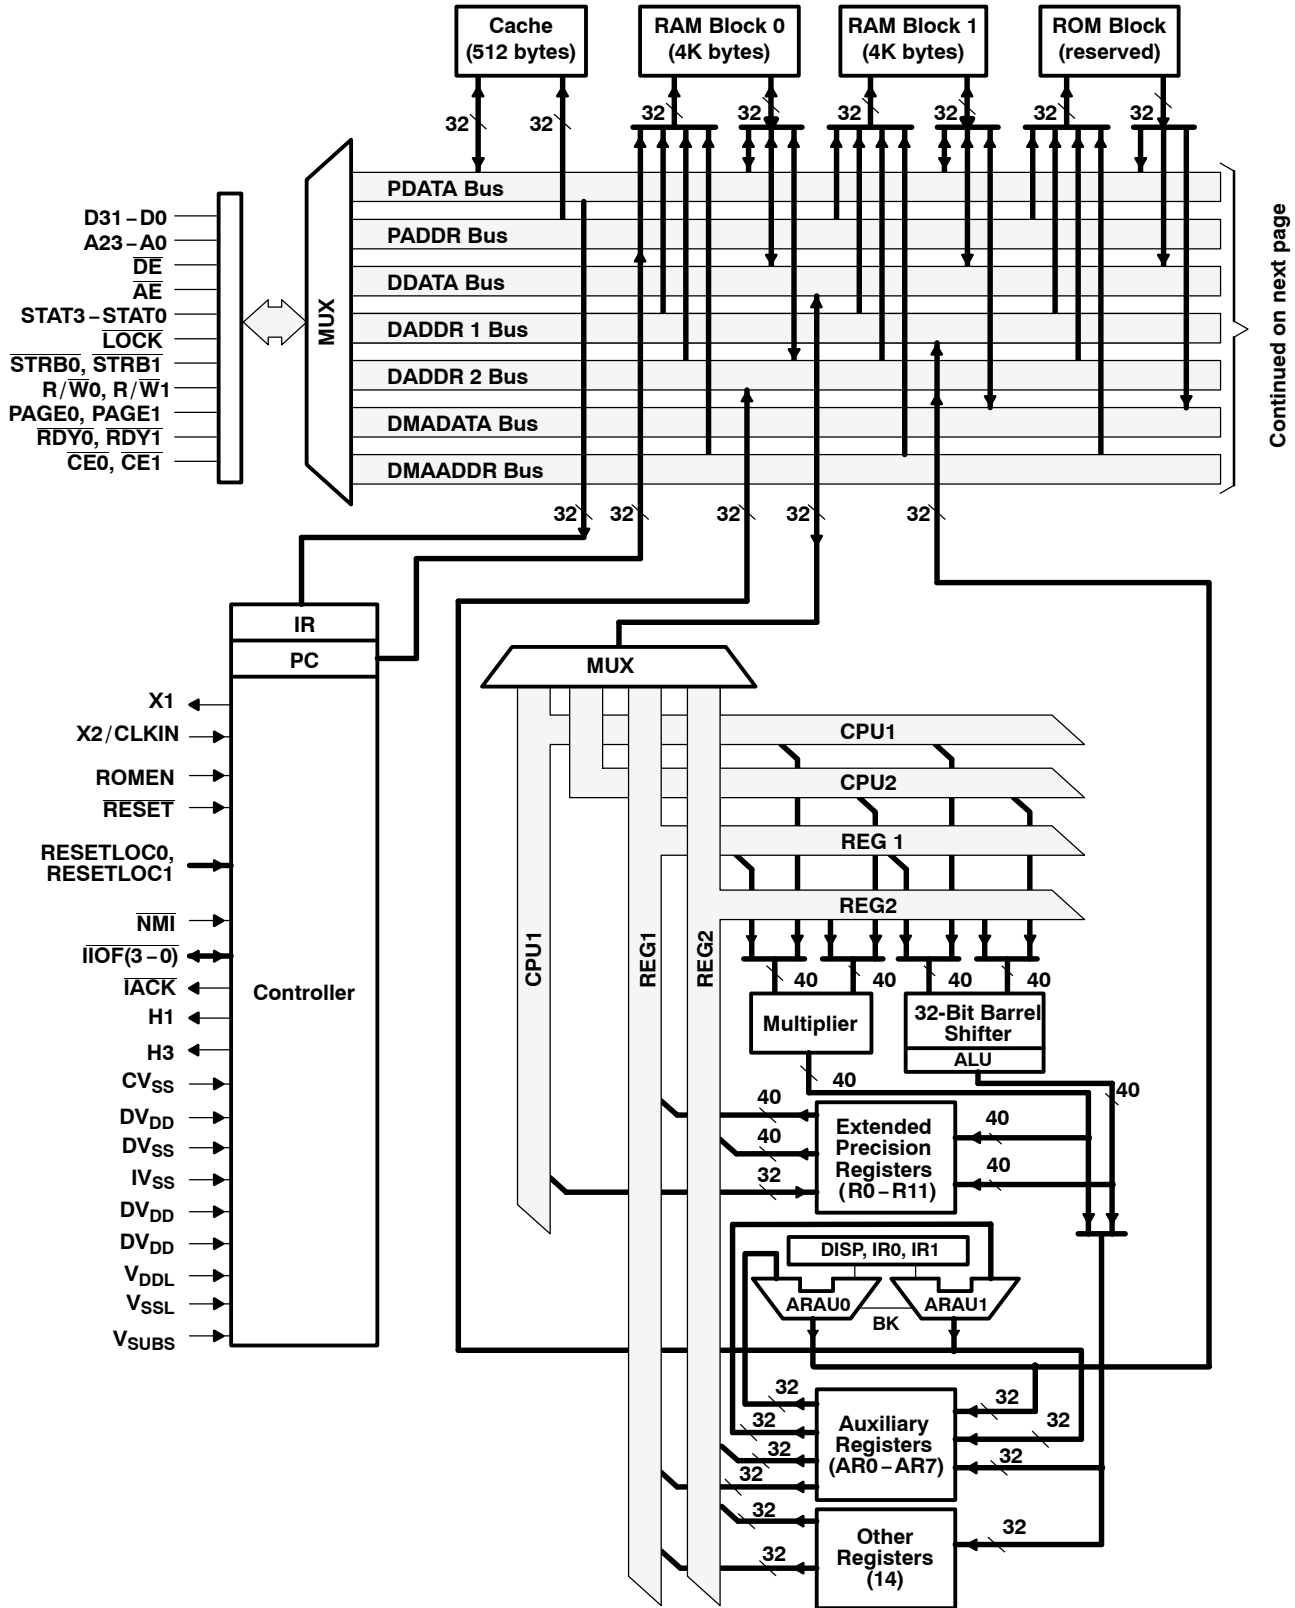 Cache
(512 bytes)
RAM Block 0
(4K bytes)
RAM Block 1
(4K bytes)
ROM Block
(reserved)
32
32
32
32
32
32
32
32
PDATA Bus
PADDR Bus
DDATA Bus
DADDR 1 Bus
DADDR 2 Bus
DMADATA Bus
DMAADDR Bus
MUX
Continued on next page
D31–D0
A23–A0
DE
AE
STAT3–STAT0
LOCK
STRB0, STRB1
R/W0, R/W1
PAGE0, PAGE1
RDY0, RDY1
CE0, CE1
32
32
32
32
32
IR
PC
Controller
X1
X2/CLKIN
ROMEN
RESET
RESETLOC0,
RESETLOC1
NMI
IIOF(3–0)
IACK
H1
H3
CVSS
DVDD
DVSS
IVSS
DVDD
DVDD
VDDL
VSSL
VSUBS
MUX
CPU1
CPU2
REG 1
REG2
CPU1
REG1
REG2
40
40
40
40
Multiplier
32-Bit Barrel
Shifter
ALU
40
40
40
40
32
Extended
Precision
Registers
(R0–R11)
40
40
DISP, IR0, IR1
ARAU0
ARAU1
BK
32
32
32
32
Auxiliary
Registers
(AR0–AR7)
32
32
32
32
32
Other
Registers
(14)
32